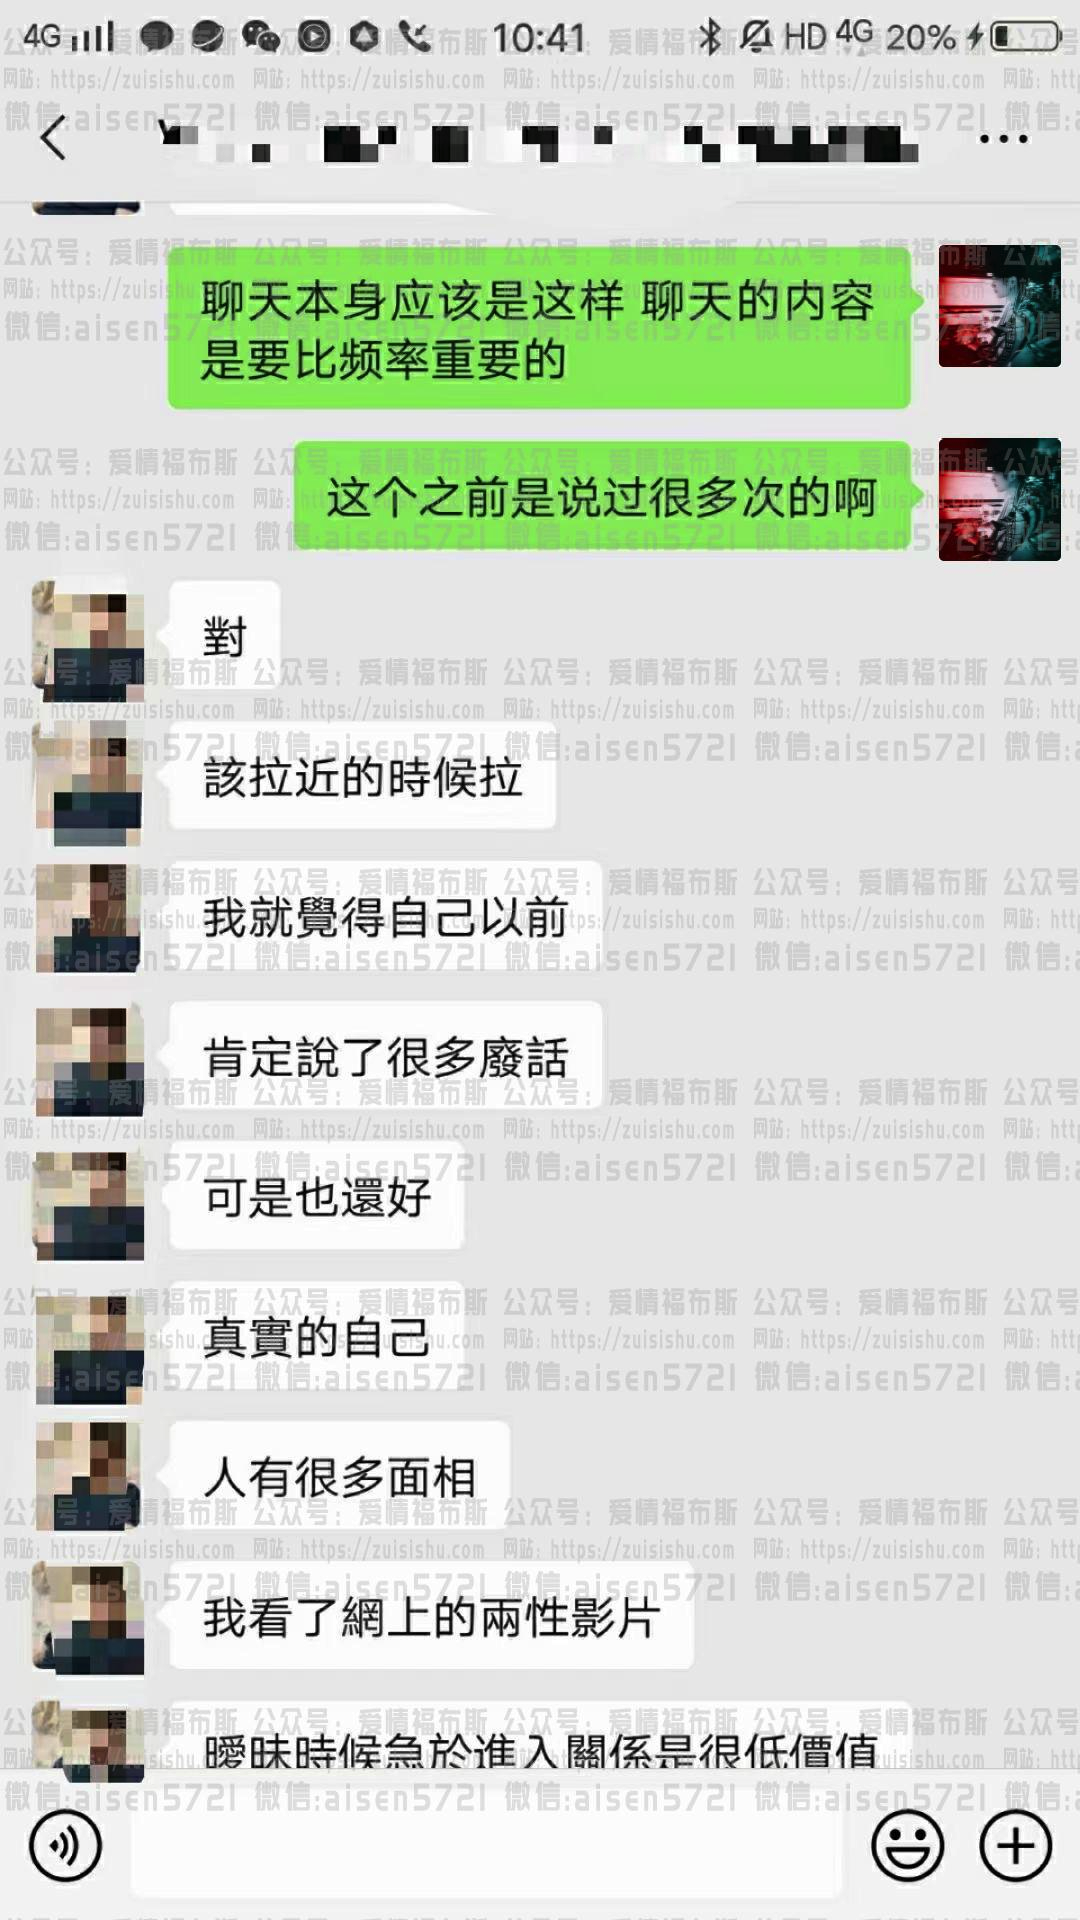 4G 10:41 HD 4G 20%
聊天本身应该是这样 聊天的内容
是要比频率重要的
这个之前是说过很多次的啊
對
該拉近的時候拉
我就覺得自己以前
肯定說了很多廢話
可是也還好
真實的自己
人有很多面相
我看了網上的兩性影片
曖昧時候急於進入關係是很低價值
公众号：爱情福布斯
网站：https://zuisishu.com
微信:aisen5721